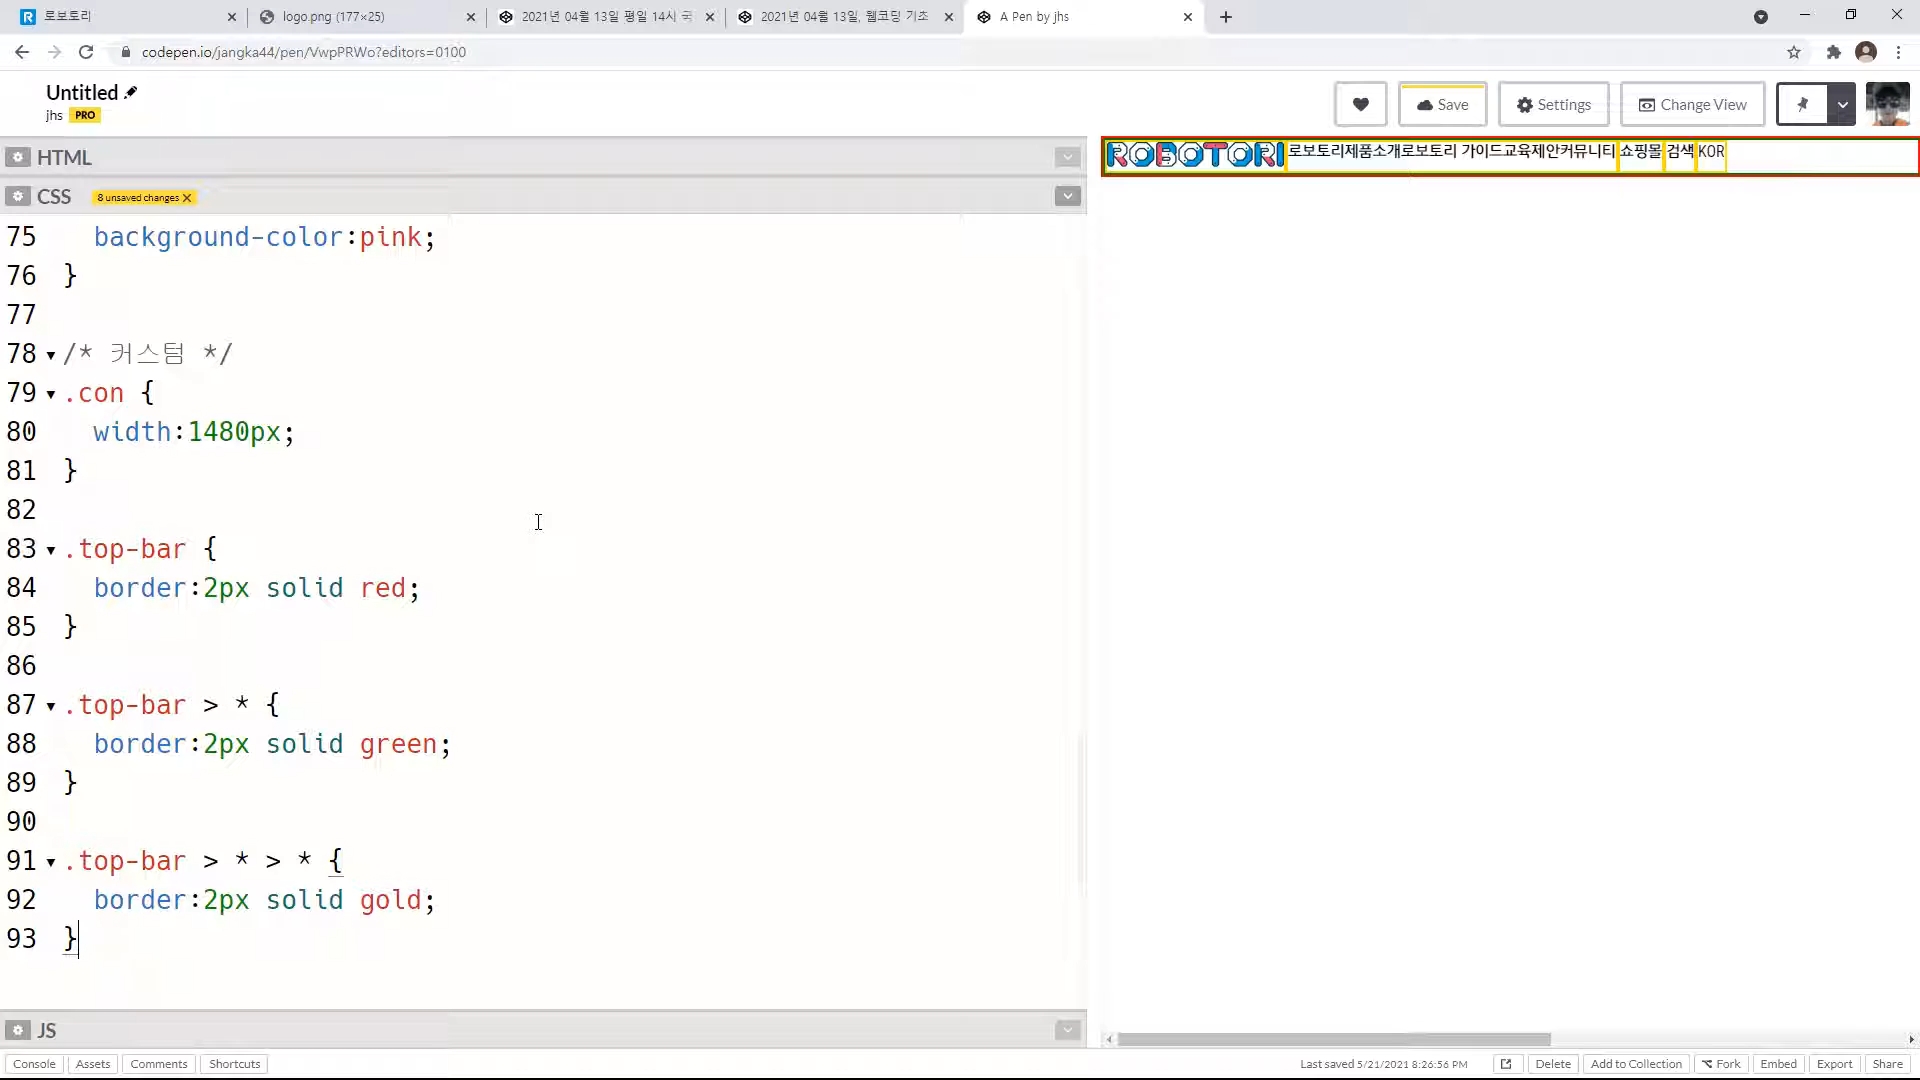 로보토리
logo.png (177×25)
2021년 04월 13일 평일 14시 국
2021년 04월 13일, 웹코딩 기초
A Pen by jhs
codepen.io/jangka44/pen/VwpPRWo?editors=0100
Untitled
jhs PRO
Save
Settings
Change View
HTML
CSS
8 unsaved changes
75 background-color:pink;
76 }
77
78 /* 커스텀 */
79 .con {
80 width:1480px;
81 }
82
83 .top-bar {
84 border:2px solid red;
85 }
86
87 .top-bar > * {
88 border:2px solid green;
89 }
90
91 .top-bar > * > * {
92 border:2px solid gold;
93 }
ROBOTORI 로보토리제품소개로보토리 가이드교육제안커뮤니티 쇼핑몰 검색 KOR
JS
Console Assets Comments Shortcuts
Last saved 5/21/2021 8:26:56 PM
Delete Add to Collection Fork Embed Export Share